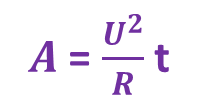 A = U²/R t